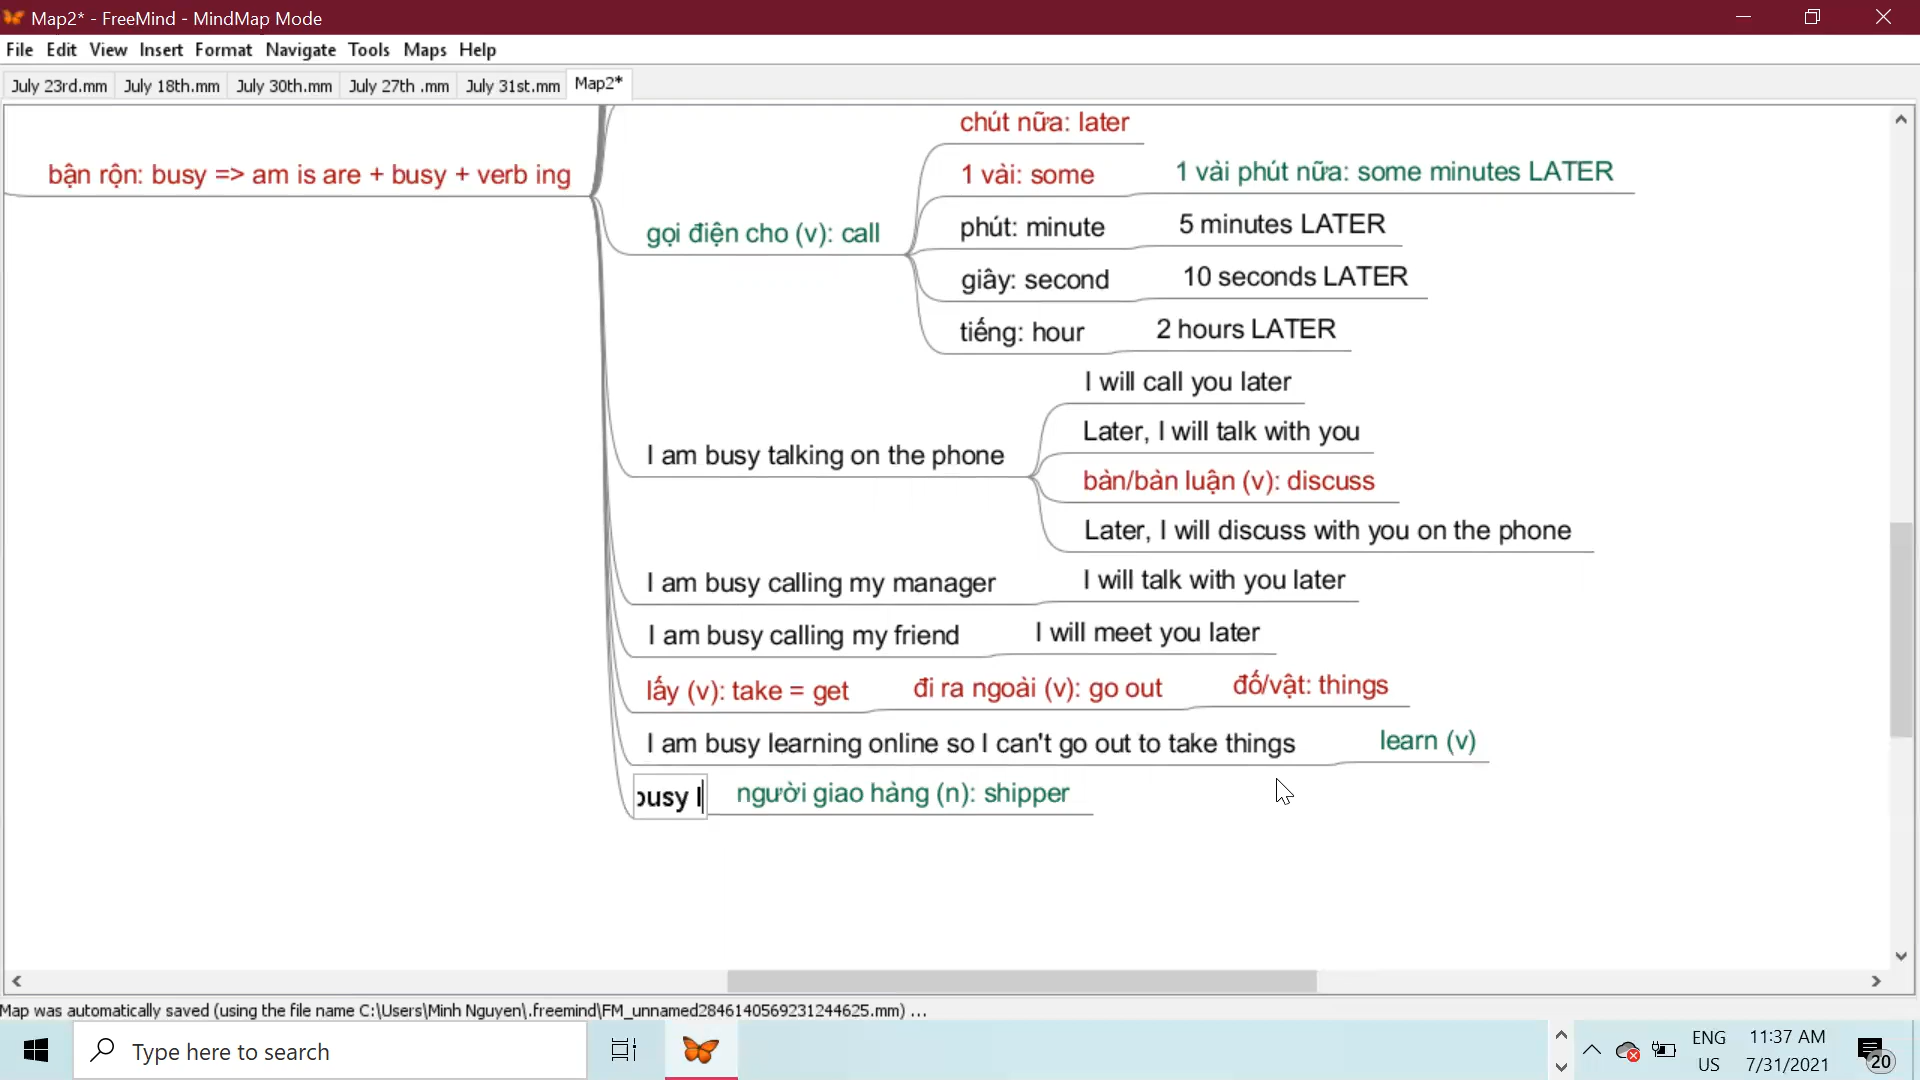 Map2* - FreeMind - MindMap Mode
File Edit View Insert Format Navigate Tools Maps Help
July 23rd.mm July 18th.mm July 30th.mm July 27th .mm July 31st.mm Map2*
bận rộn: busy => am is are + busy + verb ing
gọi điện cho (v): call
chút nữa: later
1 vài: some 1 vài phút nữa: some minutes LATER
phút: minute 5 minutes LATER
giây: second 10 seconds LATER
tiếng: hour 2 hours LATER
I am busy talking on the phone
I will call you later
Later, I will talk with you
bàn/bàn luận (v): discuss
Later, I will discuss with you on the phone
I am busy calling my manager I will talk with you later
I am busy calling my friend I will meet you later
lấy (v): take = get đi ra ngoài (v): go out đố/vật: things
I am busy learning online so I can't go out to take things learn (v)
busy l người giao hàng (n): shipper
Map was automatically saved (using the file name C:\Users\Minh Nguyen\.freemind\FM_unnamed2846140569231244625.mm) ...
Type here to search
ENG
US
11:37 AM
7/31/2021
20